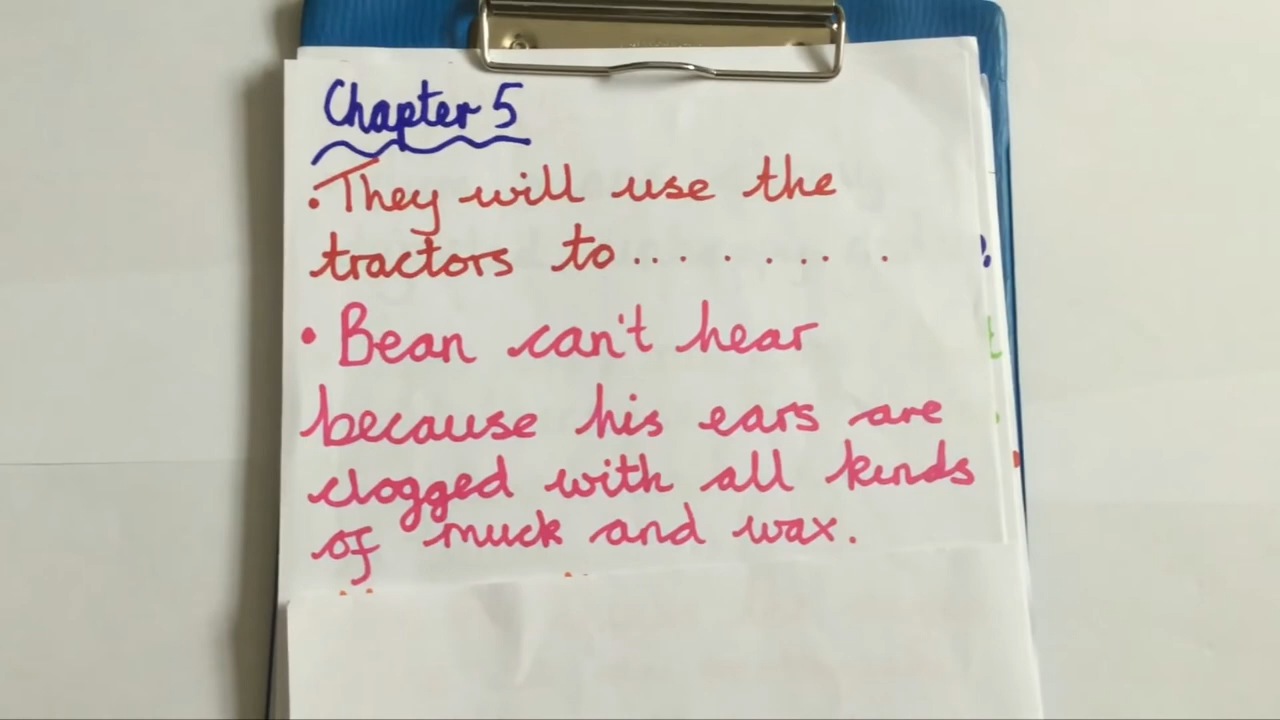 Chapter 5
• They will use the
tractors to........
• Bean can't hear
because his ears are
clogged with all kinds
of muck and wax.